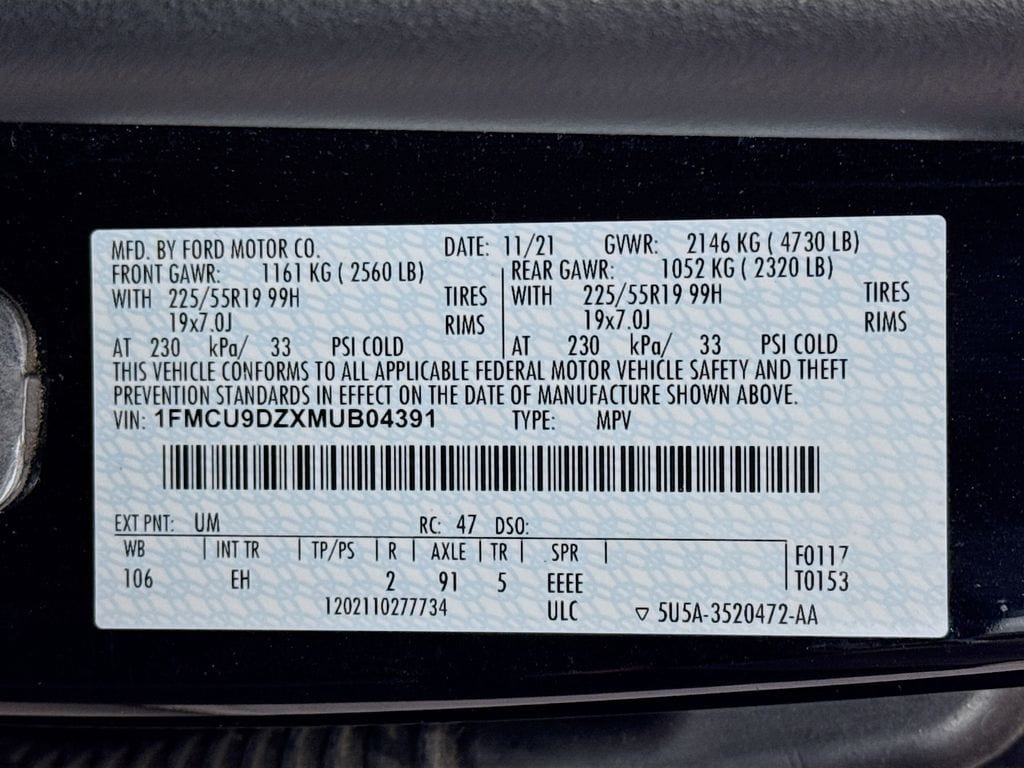 MFD. BY FORD MOTOR CO. DATE: 11/21 GVWR: 2146 KG ( 4730 LB)
FRONT GAWR: 1161 KG ( 2560 LB) REAR GAWR: 1052 KG ( 2320 LB)
WITH 225/55R19 99H TIRES WITH 225/55R19 99H TIRES
19x7.0J RIMS 19x7.0J RIMS
AT 230 kPa/ 33 PSI COLD AT 230 kPa/ 33 PSI COLD
THIS VEHICLE CONFORMS TO ALL APPLICABLE FEDERAL MOTOR VEHICLE SAFETY AND THEFT
PREVENTION STANDARDS IN EFFECT ON THE DATE OF MANUFACTURE SHOWN ABOVE.
VIN: 1FMCU9DZXMUB04391 TYPE: MPV
EXT PNT: UM RC: 47 DSO:
WB INT TR TP/PS R AXLE TR SPR F0117
106 EH 2 91 5 EEEE T0153
1202110277734 ULC ▽ 5U5A-3520472-AA